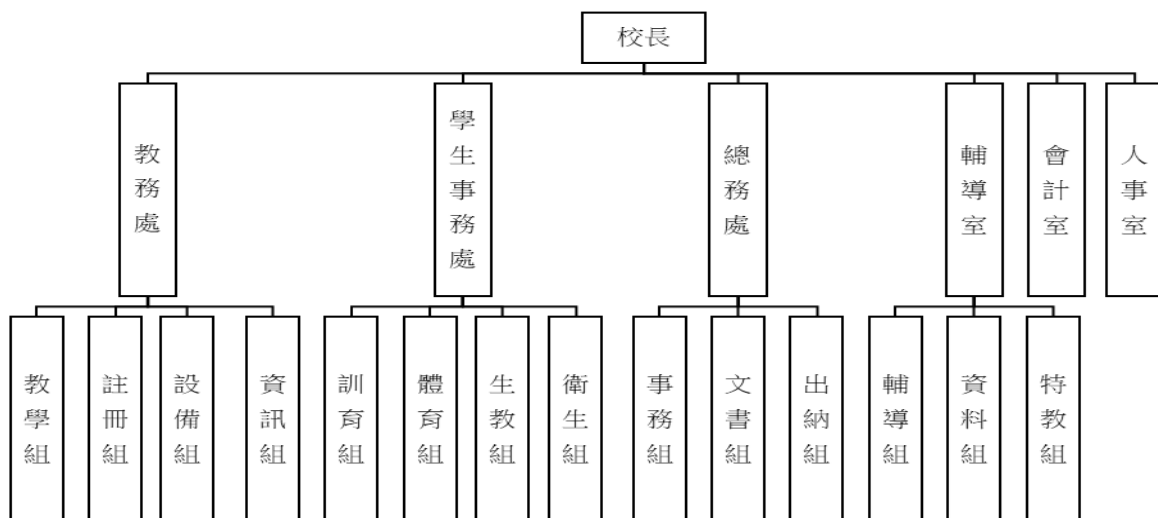 校長
教務處
學生事務處
總務處
輔導室
會計室
人事室
教學組
註冊組
設備組
資訊組
訓育組
體育組
生教組
衛生組
事務組
文書組
出納組
輔導組
資料組
特教組